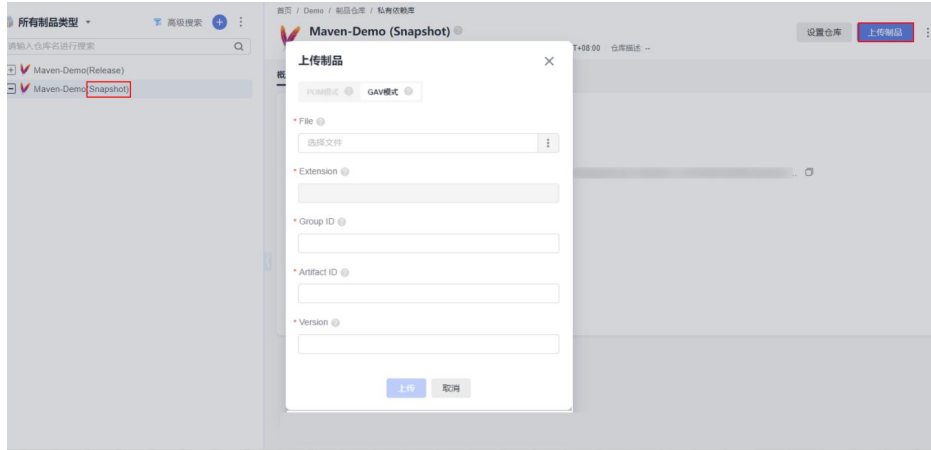 所有制品类型
高级搜索
请输入仓库名进行搜索
Maven-Demo(Release)
Maven-Demo(Snapshot)
首页 / Demo / 制品仓库 / 私有依赖库
Maven-Demo (Snapshot)
设置仓库
上传制品
T+08:00 仓库描述: --
概
上传制品
POM模式 GAV模式
* File
选择文件
* Extension
* Group ID
* Artifact ID
* Version
上传 取消